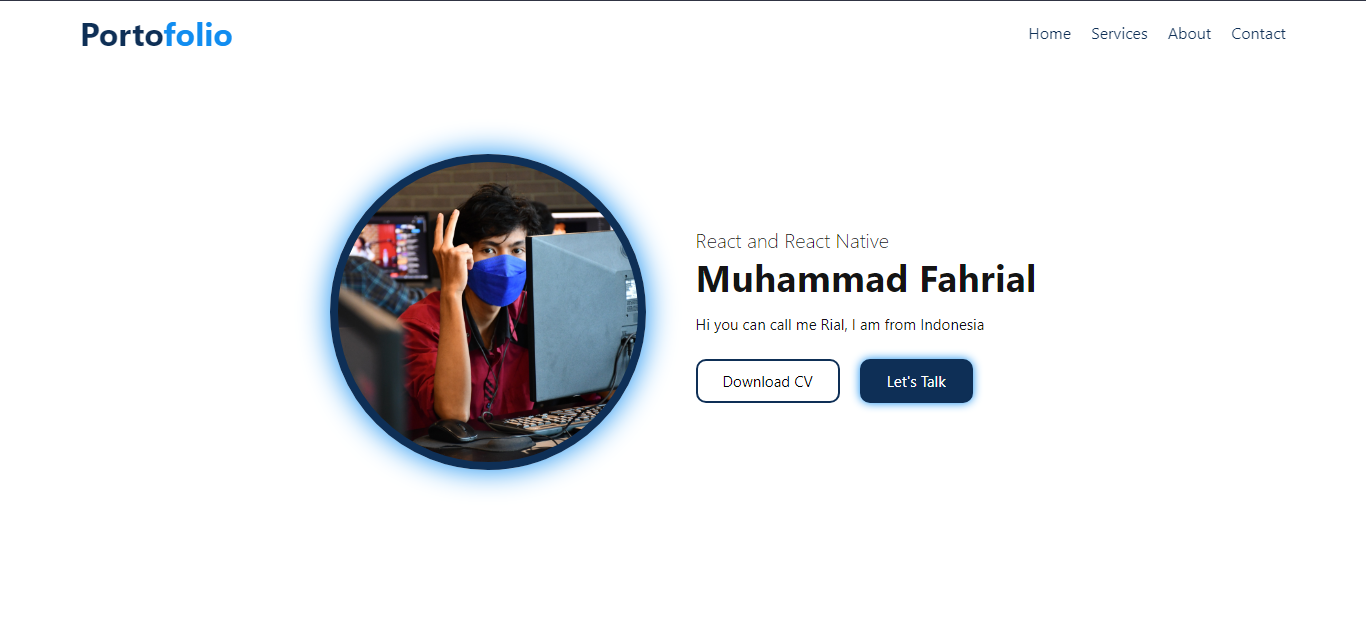 Portofolio
Home Services About Contact
React and React Native
Muhammad Fahrial
Hi you can call me Rial, I am from Indonesia
Download CV
Let's Talk